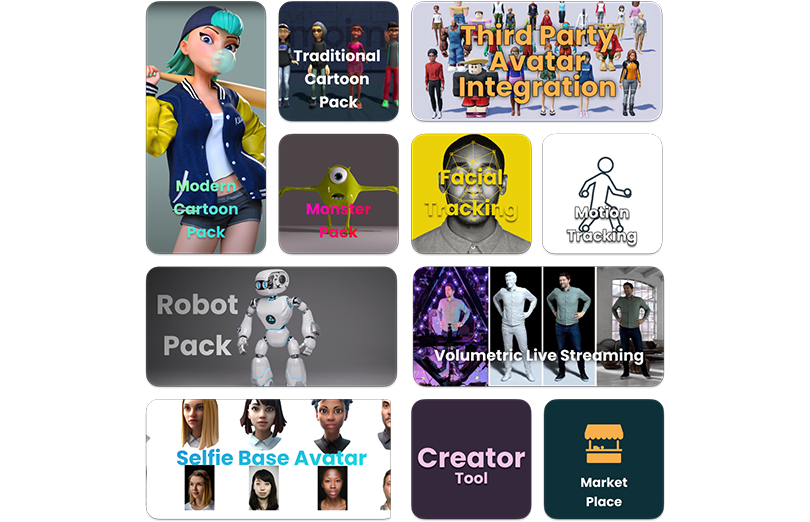 Modern
Cartoon
Pack
Traditional
Cartoon
Pack
Third Party
Avatar
Integration
Monster
Pack
Facial
Tracking
Motion
Tracking
Robot
Pack
Volumetric Live Streaming
Selfie Base Avatar
Creator
Tool
Market
Place